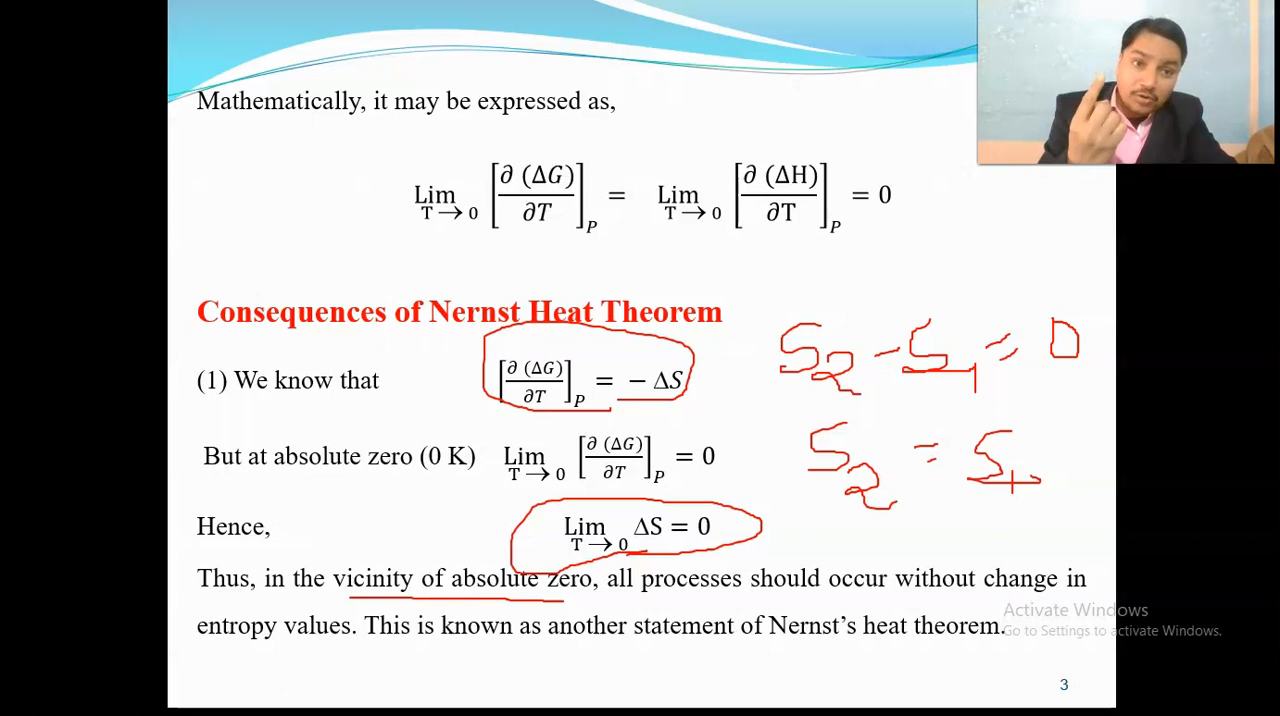 Mathematically, it may be expressed as,
Lim T→0 [∂ (ΔG)/∂T]P = Lim T→0 [∂ (ΔH)/∂T]P = 0
Consequences of Nernst Heat Theorem
(1) We know that [∂ (ΔG)/∂T]P = − ΔS
S2 - S1 = 0
But at absolute zero (0 K) Lim T→0 [∂ (ΔG)/∂T]P = 0
S2 = S1
Hence, Lim T→0 ΔS = 0
Thus, in the vicinity of absolute zero, all processes should occur without change in
entropy values. This is known as another statement of Nernst's heat theorem.
Activate Windows
Go to Settings to activate Windows.
3